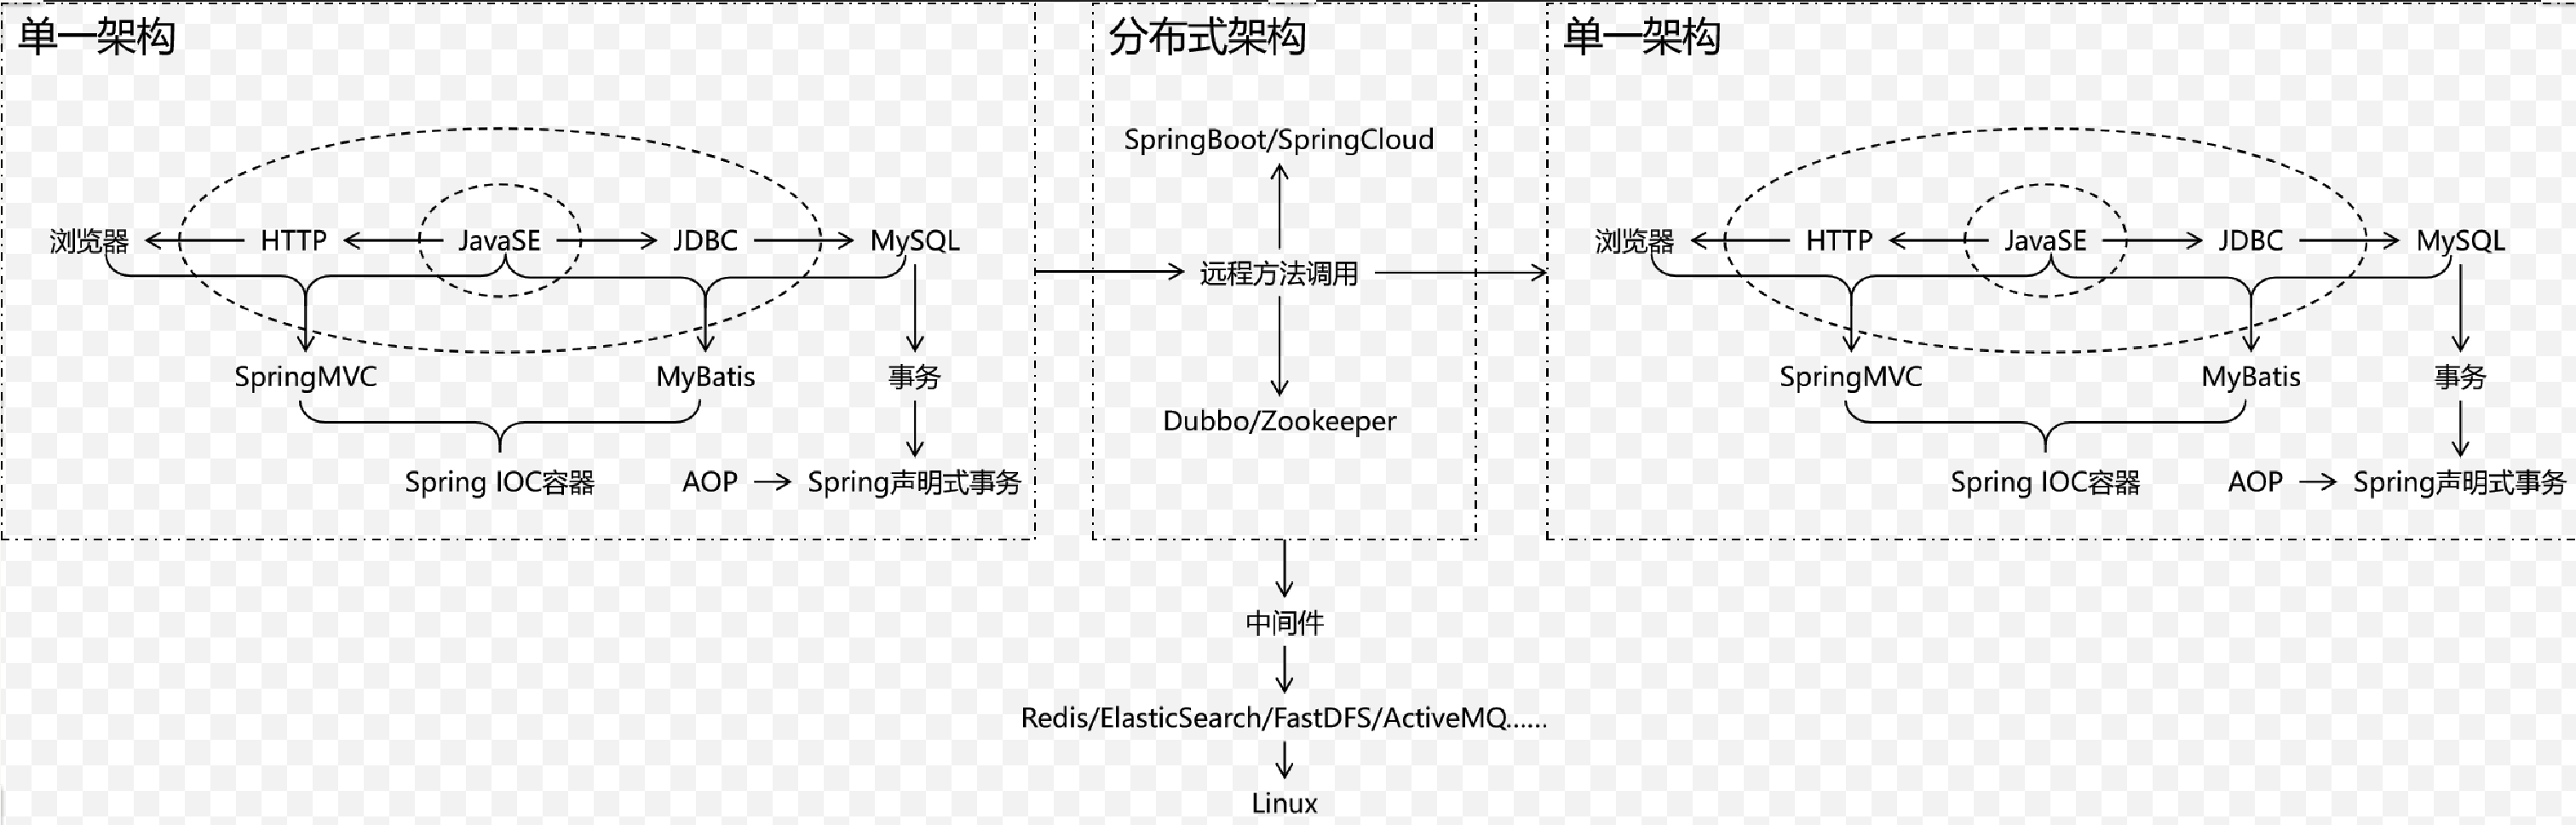 单一架构
浏览器
HTTP
JavaSE
JDBC
MySQL
SpringMVC
MyBatis
事务
Spring IOC容器
AOP
Spring声明式事务
分布式架构
SpringBoot/SpringCloud
远程方法调用
Dubbo/Zookeeper
单一架构
浏览器
HTTP
JavaSE
JDBC
MySQL
SpringMVC
MyBatis
事务
Spring IOC容器
AOP
Spring声明式事务
中间件
Redis/ElasticSearch/FastDFS/ActiveMQ......
Linux